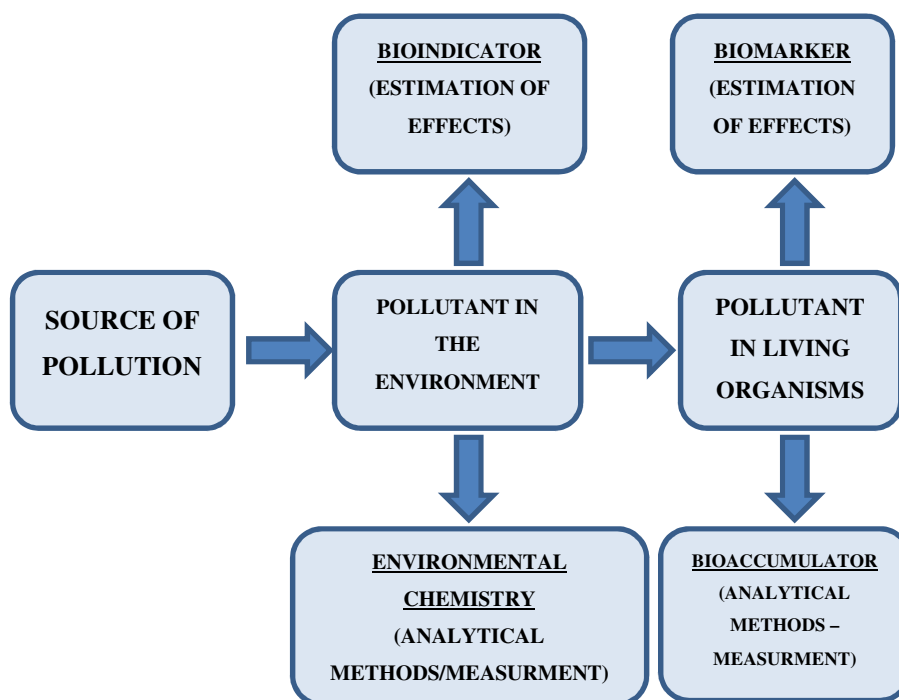 BIOINDICATOR
(ESTIMATION OF
EFFECTS)
BIOMARKER
(ESTIMATION
OF EFFECTS)
SOURCE OF
POLLUTION
POLLUTANT IN
THE
ENVIRONMENT
POLLUTANT
IN LIVING
ORGANISMS
ENVIRONMENTAL
CHEMISTRY
(ANALYTICAL
METHODS/MEASURMENT)
BIOACCUMULATOR
(ANALYTICAL
METHODS –
MEASURMENT)